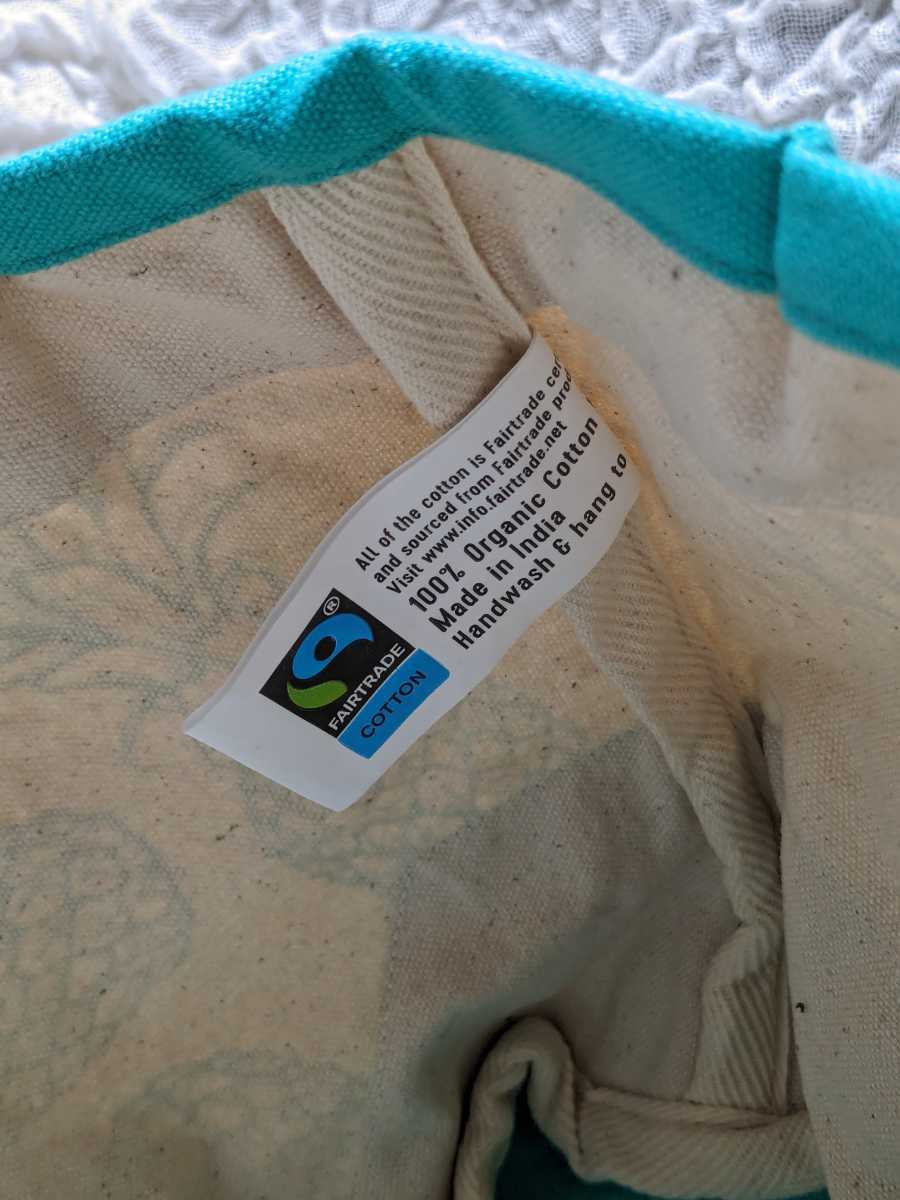 All of the cotton is Fairtrade
and sourced from Fairtrade
Visit www.info.fairtrade.net
100% Organic Cotton
Made in India
Handwash & hang to
®
FAIRTRADE
COTTON